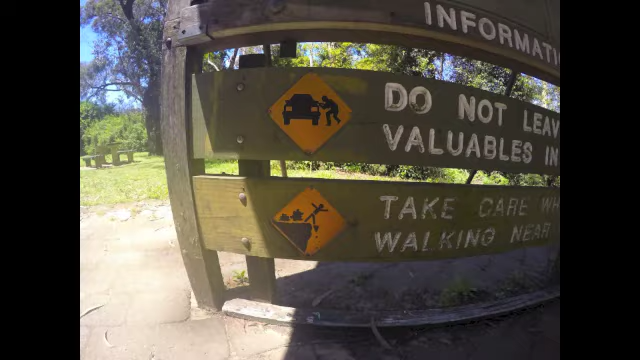 INFORMATI
DO NOT LEAV
VALUABLES IN
TAKE CARE WH
WALKING NEAR